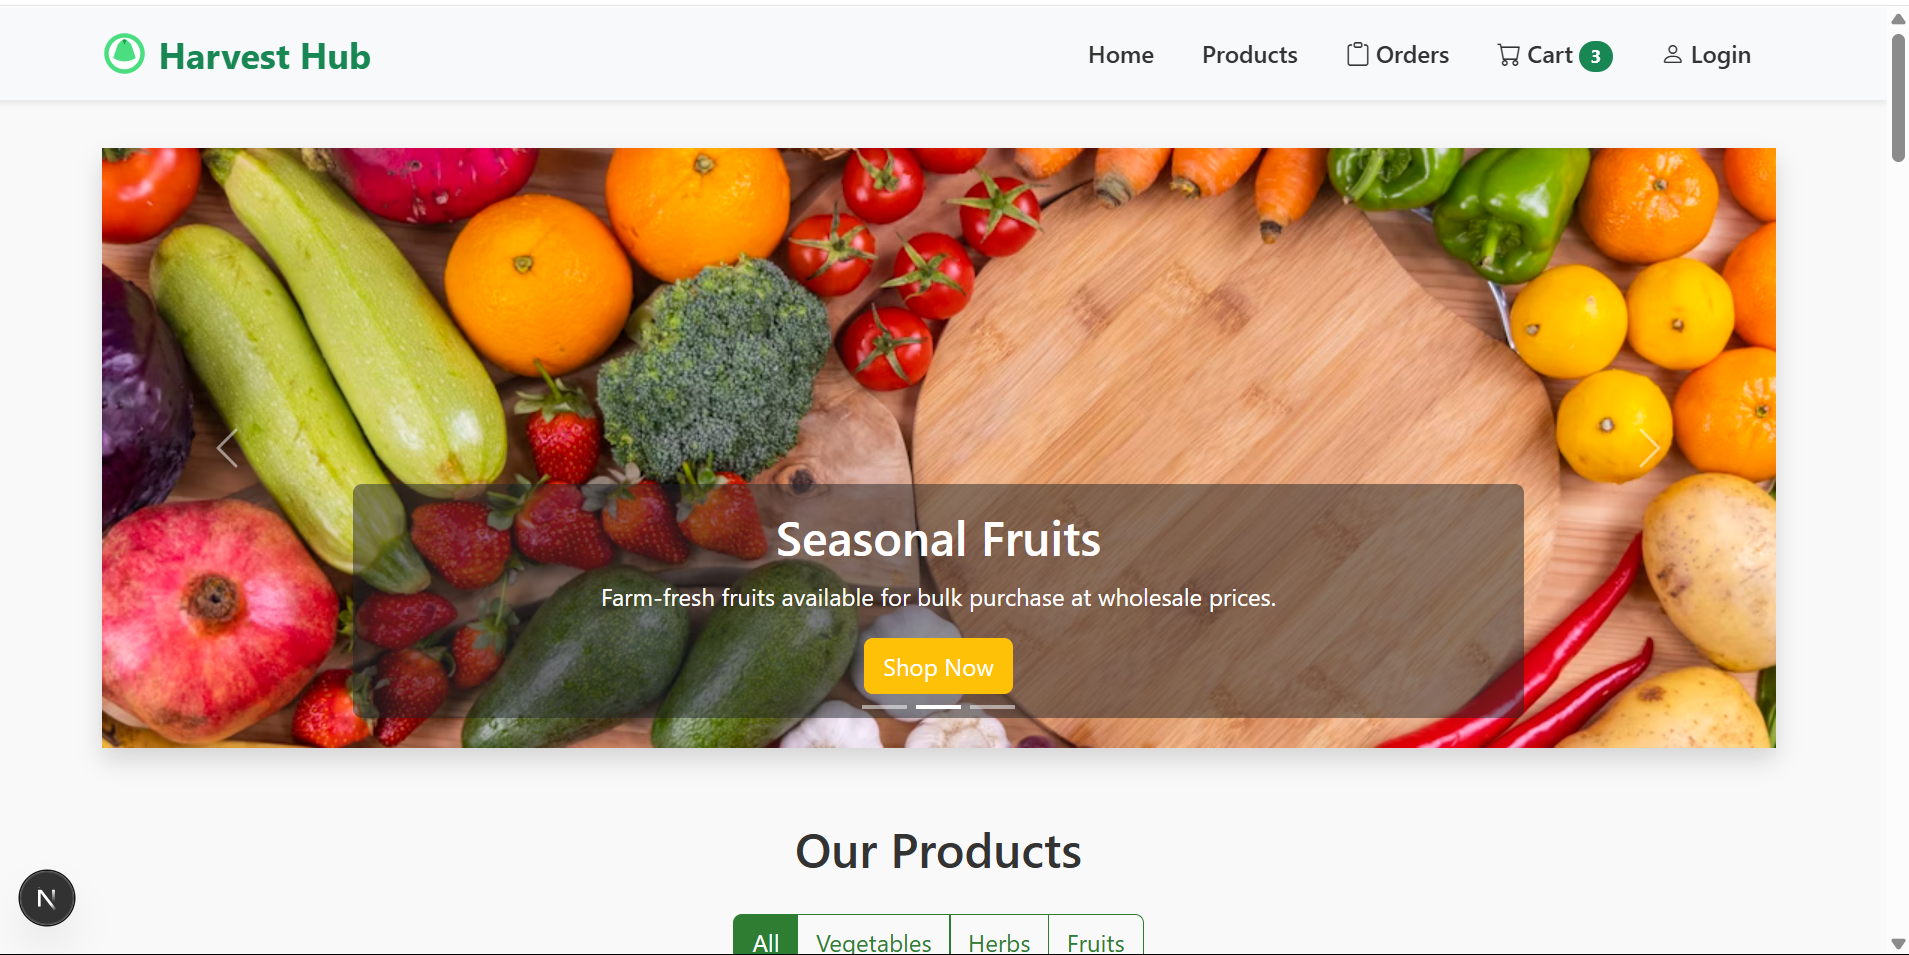 Harvest Hub
Home Products Orders Cart 3 Login
Seasonal Fruits
Farm-fresh fruits available for bulk purchase at wholesale prices.
Shop Now
Our Products
N
All Vegetables Herbs Fruits